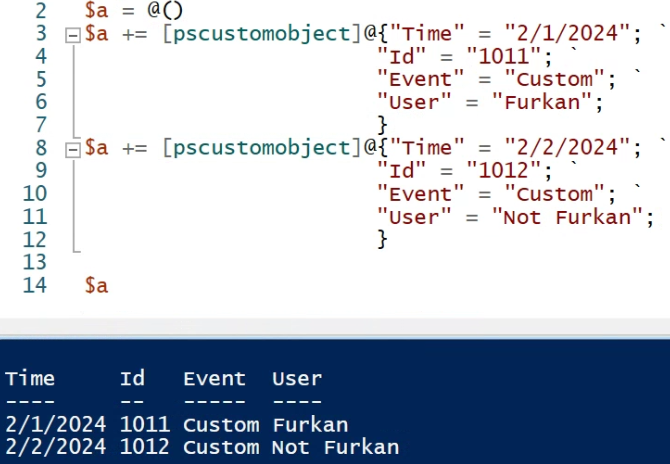 2 $a = @()
3 $a += [pscustomobject]@{"Time" = "2/1/2024"; `
4 "Id" = "1011"; `
5 "Event" = "Custom"; `
6 "User" = "Furkan";
7 }
8 $a += [pscustomobject]@{"Time" = "2/2/2024"; `
9 "Id" = "1012"; `
10 "Event" = "Custom"; `
11 "User" = "Not Furkan";
12 }
13
14 $a
Time Id Event User
---- -- ----- ----
2/1/2024 1011 Custom Furkan
2/2/2024 1012 Custom Not Furkan